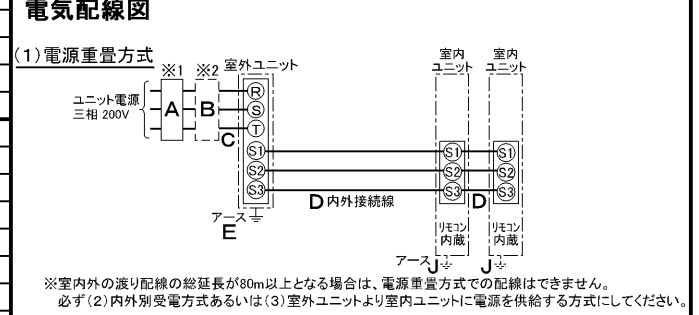 電気配線図
(1)電源重畳方式
※1 ※2 室外ユニット
室内
ユニット
室内
ユニット
ユニット電源
三相 200V
A B
C
R
S
T
S1
S2
S3
S1
S2
S3
S1
S2
S3
D 内外接続線
D
アース
E
リモコン
内蔵
リモコン
内蔵
アース J
J
※室内外の渡り配線の総延長が80m以上となる場合は、電源重畳方式での配線はできません。
必ず(2)内外別受電方式あるいは(3)室外ユニットより室内ユニットに電源を供給する方式にしてください。